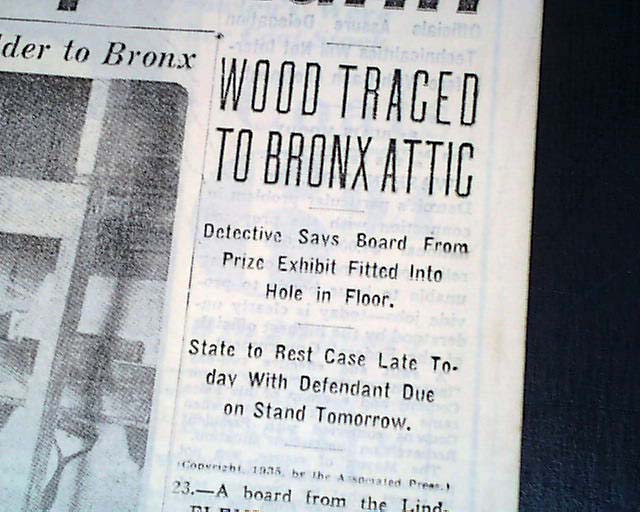 lder to Bronx
WOOD TRACED
TO BRONX ATTIC
Detective Says Board From
Prize Exhibit Fitted Into
Hole in Floor.
State to Rest Case Late To-
day With Defendant Due
on Stand Tomorrow.
(Copyright, 1935, by the Associated Press.)
23.—A board from the Lind-